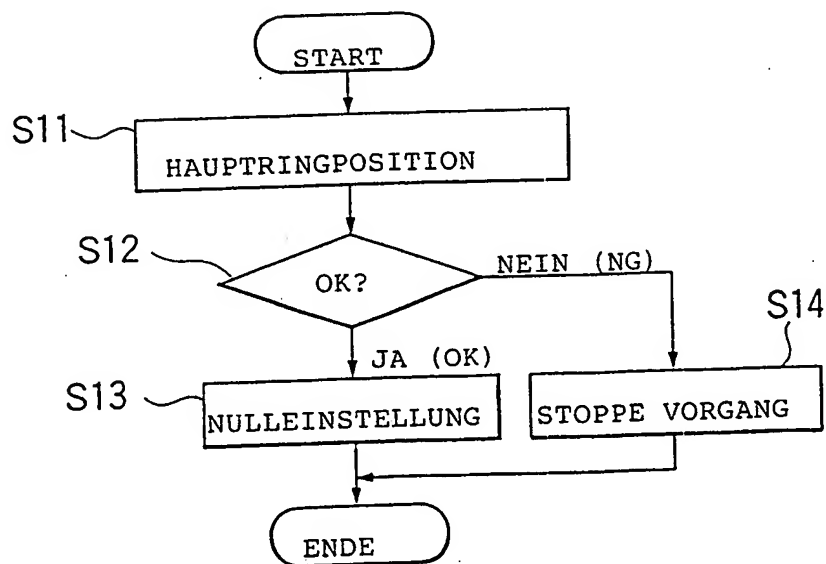 START
S11
HAUPTRINGPOSITION
S12
OK?
NEIN (NG)
JA (OK)
S13
NULLEINSTELLUNG
S14
STOPPE VORGANG
ENDE